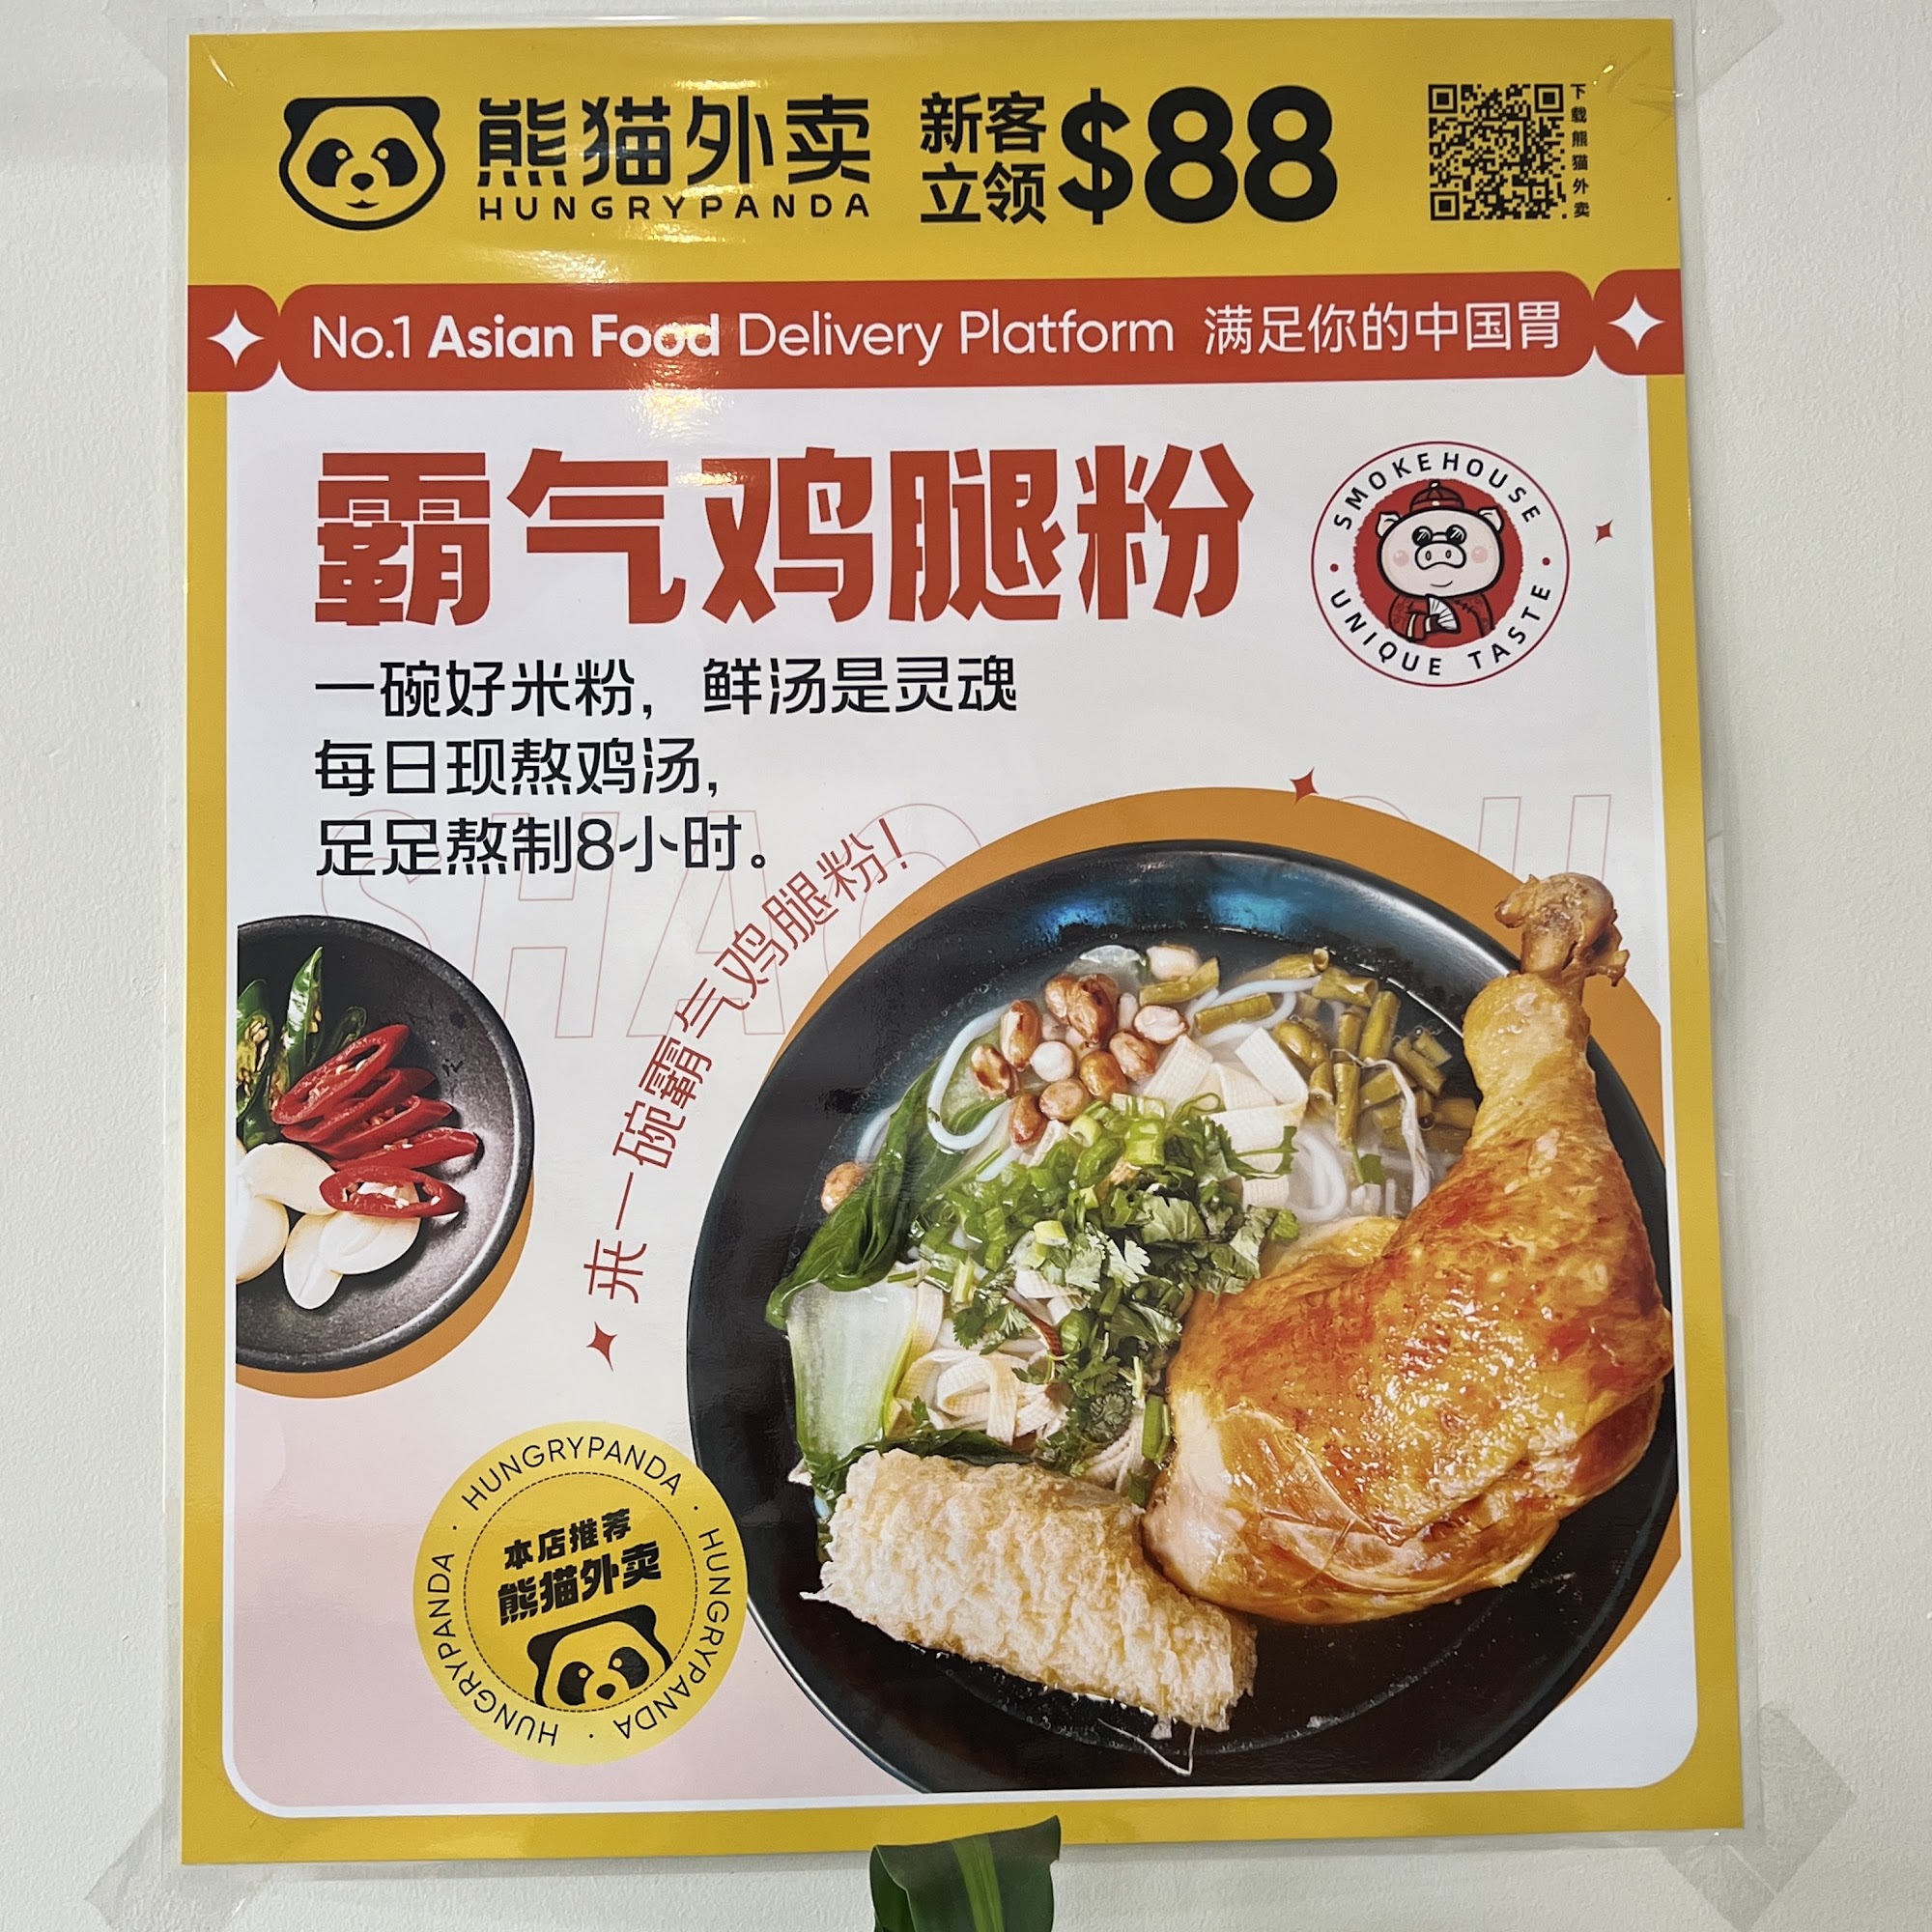 熊猫外卖
HUNGRYPANDA
新客
立领
$88
下载熊猫外卖
No.1 Asian Food Delivery Platform 满足你的中国胃
霸气鸡腿粉
SMOKEHOUSE
UNIQUE TASTE
一碗好米粉，鲜汤是灵魂
每日现熬鸡汤，
足足熬制8小时。
来一碗霸气鸡腿粉！
HUNGRYPANDA · HUNGRYPANDA · HUNGRYPANDA · HUNGRYPANDA ·
本店推荐
熊猫外卖